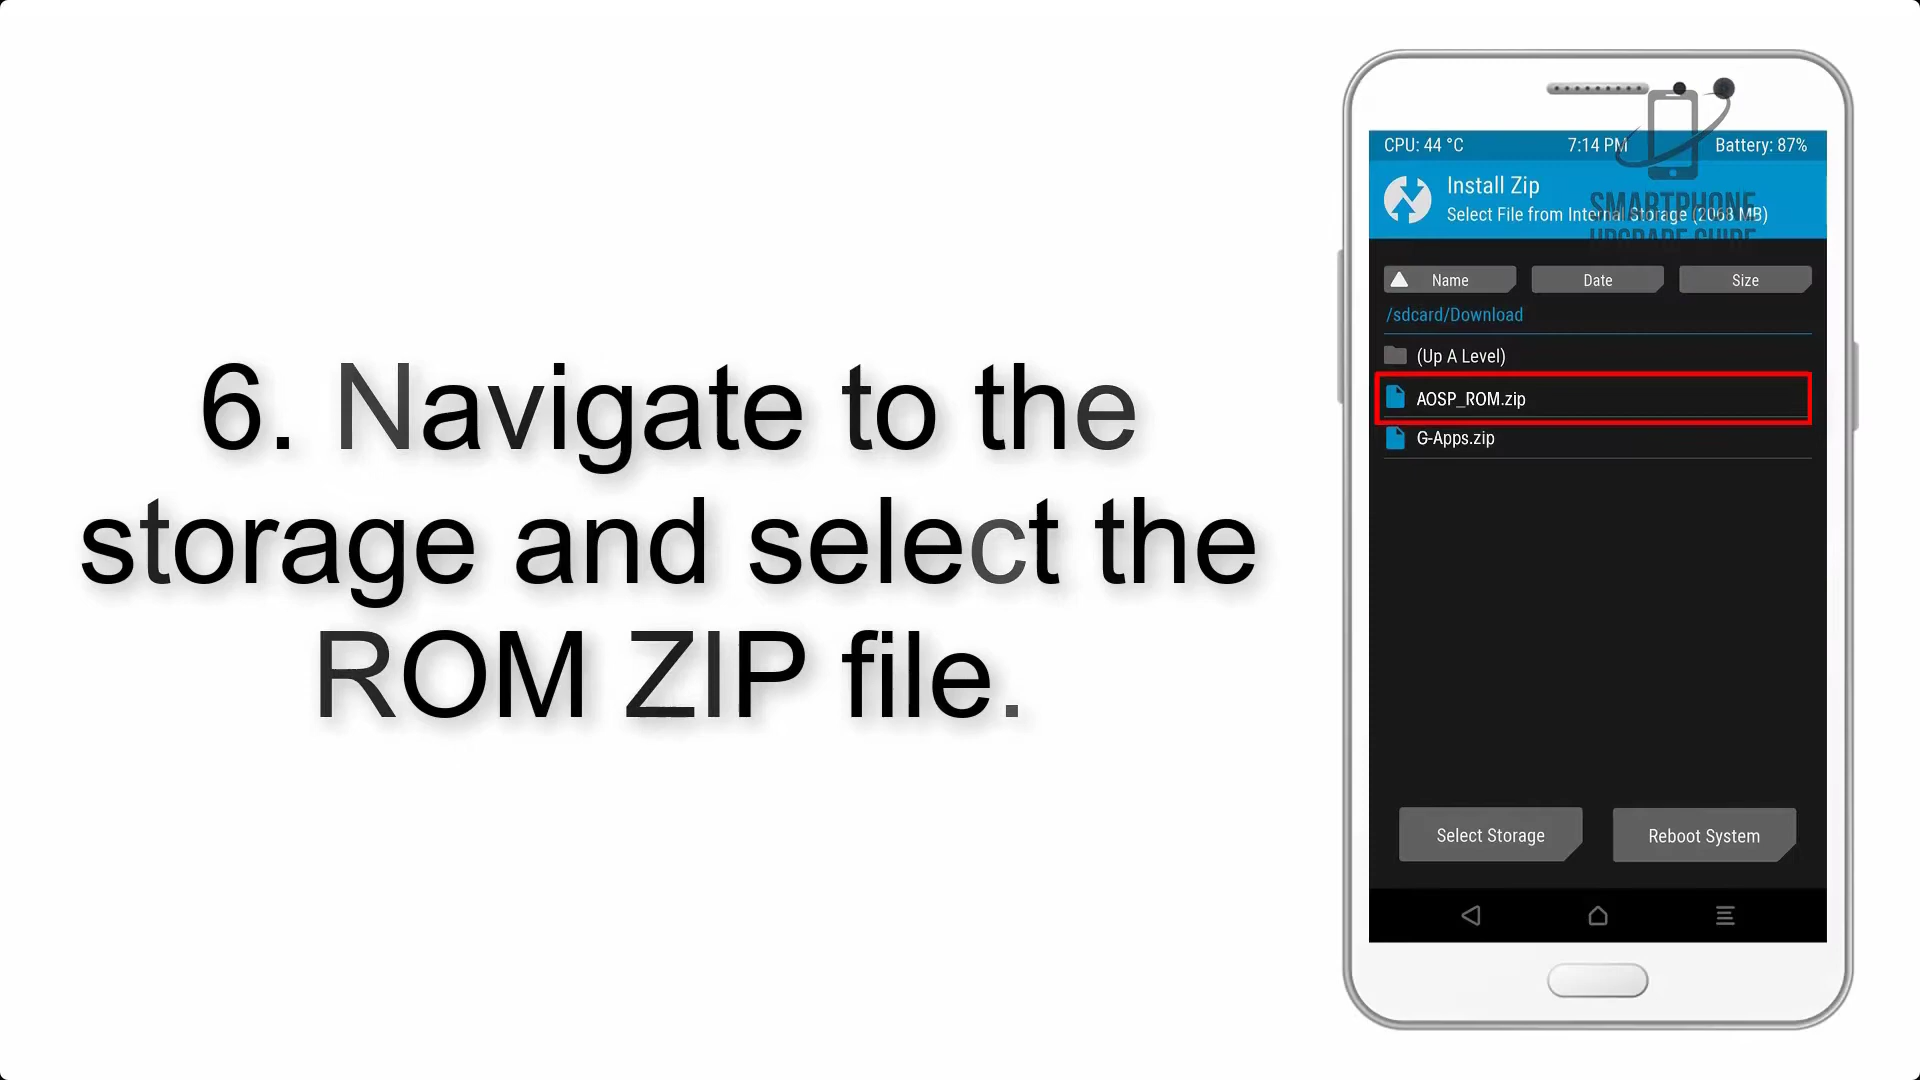 6. Navigate to the
storage and select the
ROM ZIP file.
CPU: 44 °C 7:14 PM Battery: 87%
Install Zip
Select File from Internal Storage (2068 MB)
SMARTPHONE
UPGRADE GUIDE
Name Date Size
/sdcard/Download
(Up A Level)
AOSP_ROM.zip
G-Apps.zip
Select Storage Reboot System